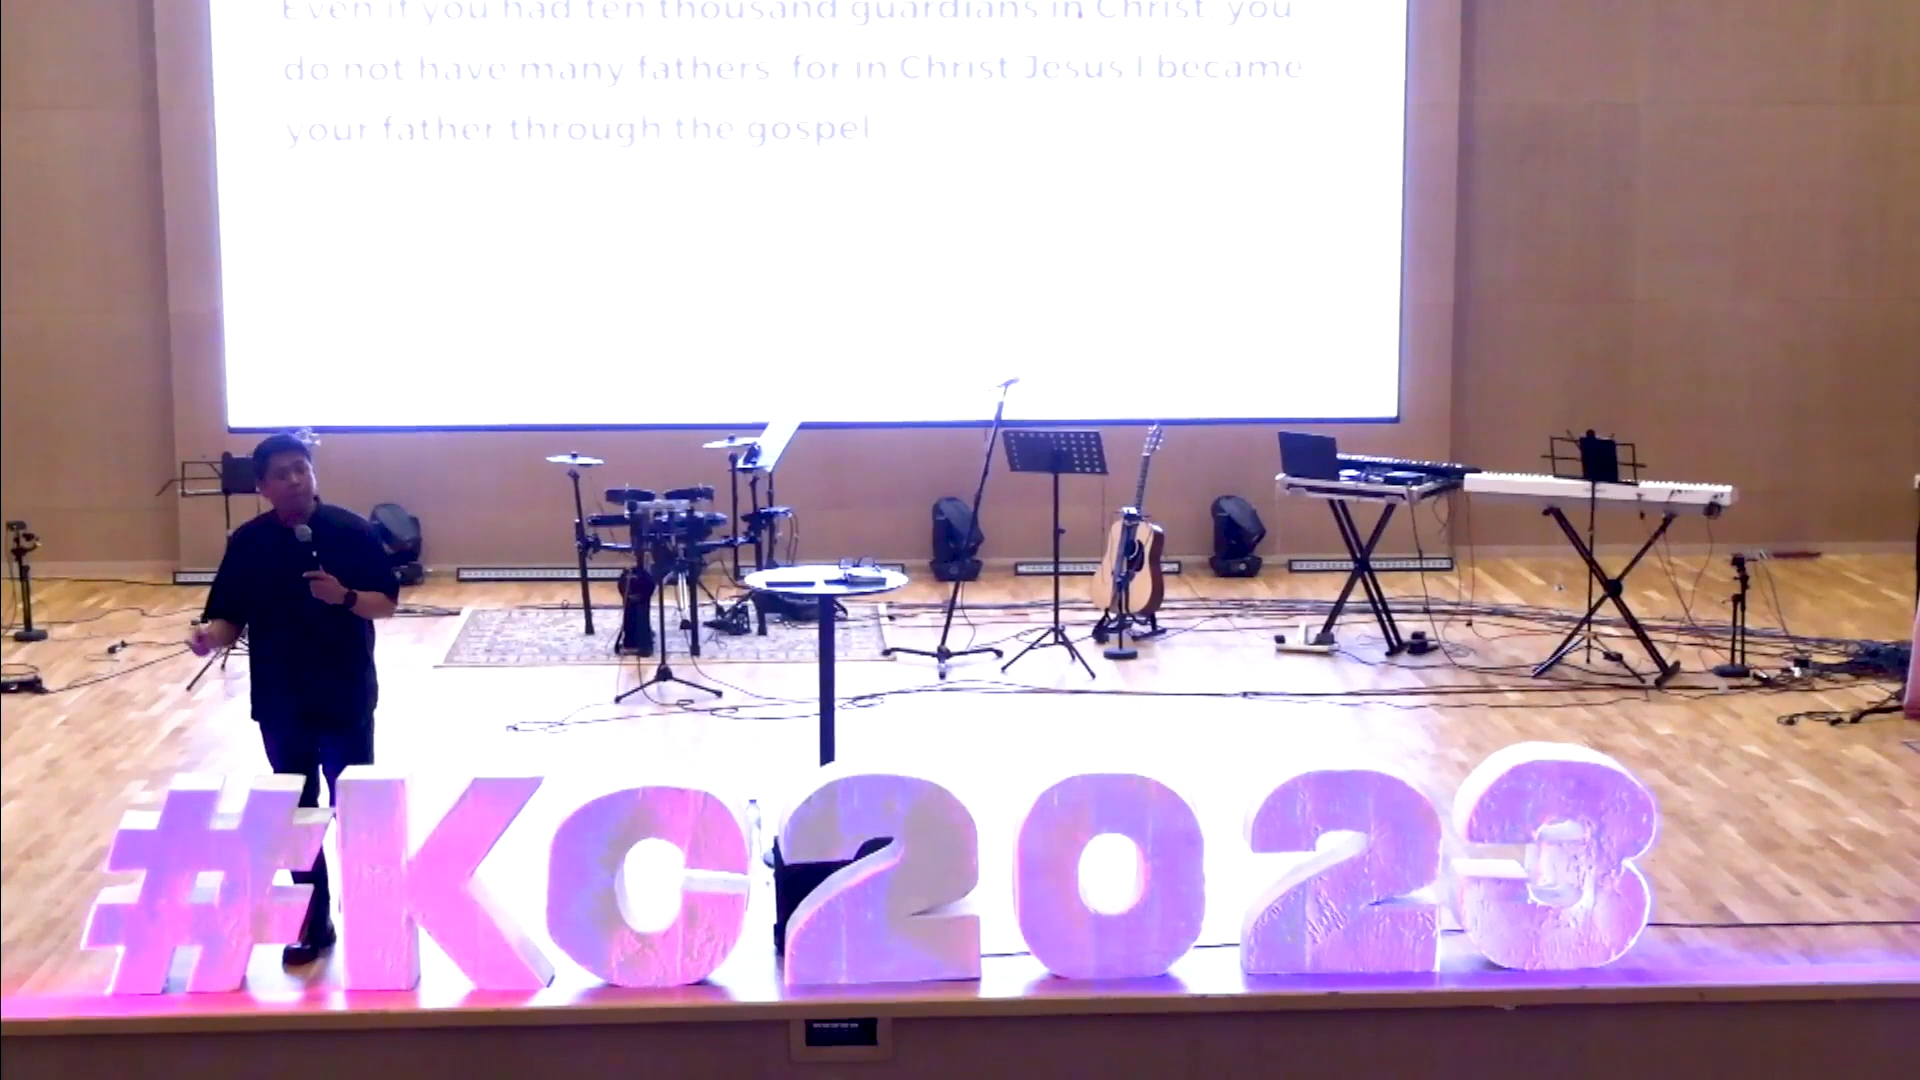 Even if you had ten thousand guardians in Christ, you
do not have many fathers, for in Christ Jesus I became
your father through the gospel
#KC2023